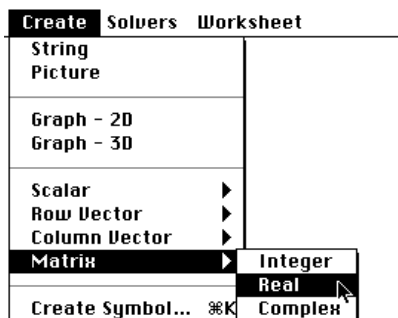 Create Solvers Worksheet
String
Picture
Graph - 2D
Graph - 3D
Scalar
Row Vector
Column Vector
Matrix
Integer
Real
Create Symbol... ⌘K
Complex